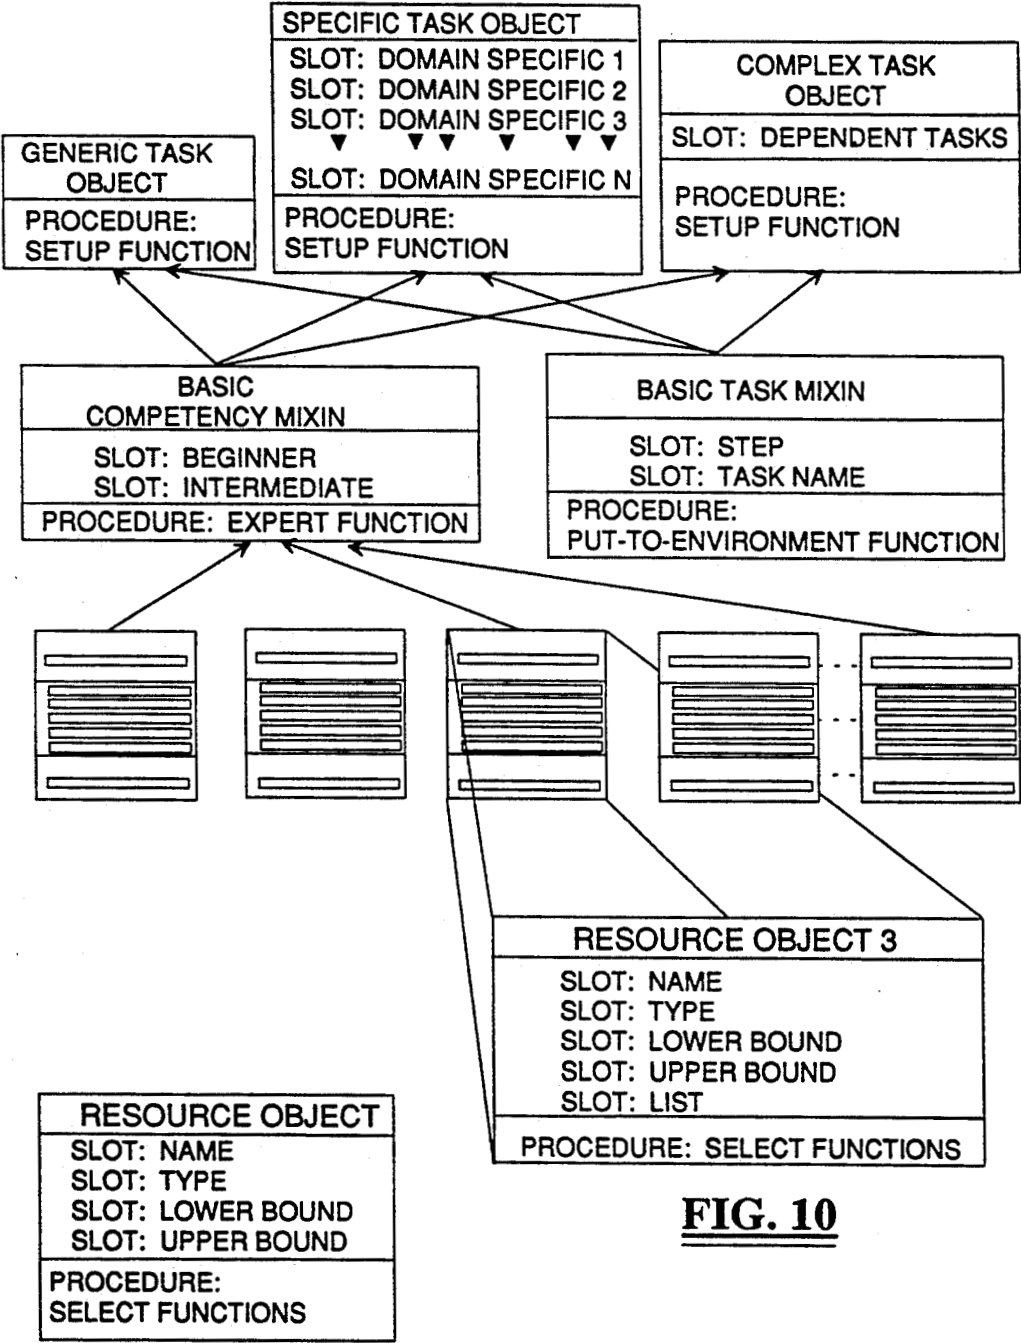 SPECIFIC TASK OBJECT
SLOT: DOMAIN SPECIFIC 1
SLOT: DOMAIN SPECIFIC 2
SLOT: DOMAIN SPECIFIC 3
SLOT: DOMAIN SPECIFIC N
PROCEDURE:
SETUP FUNCTION
COMPLEX TASK
OBJECT
SLOT: DEPENDENT TASKS
PROCEDURE:
SETUP FUNCTION
GENERIC TASK
OBJECT
PROCEDURE:
SETUP FUNCTION
BASIC
COMPETENCY MIXIN
SLOT: BEGINNER
SLOT: INTERMEDIATE
PROCEDURE: EXPERT FUNCTION
BASIC TASK MIXIN
SLOT: STEP
SLOT: TASK NAME
PROCEDURE:
PUT-TO-ENVIRONMENT FUNCTION
RESOURCE OBJECT 3
SLOT: NAME
SLOT: TYPE
SLOT: LOWER BOUND
SLOT: UPPER BOUND
SLOT: LIST
PROCEDURE: SELECT FUNCTIONS
RESOURCE OBJECT
SLOT: NAME
SLOT: TYPE
SLOT: LOWER BOUND
SLOT: UPPER BOUND
PROCEDURE:
SELECT FUNCTIONS
FIG. 10